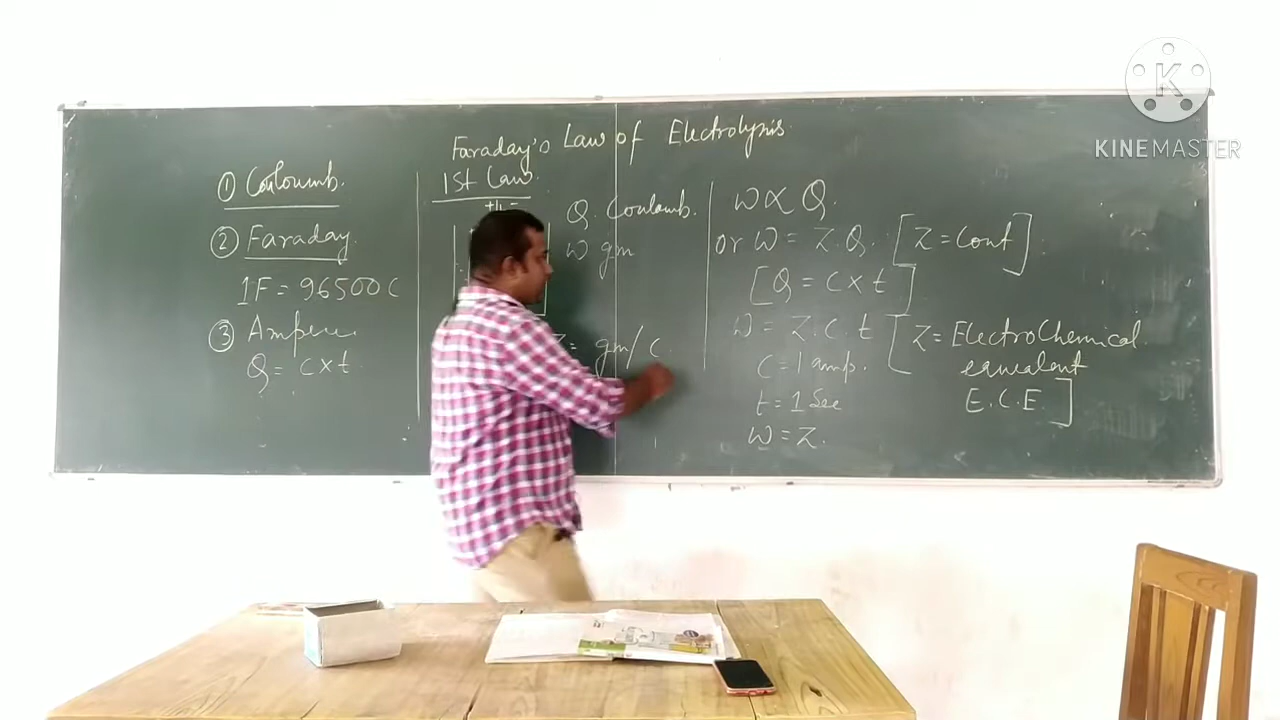 Faraday's Law of Electrolysis
① Couloumb.
② Faraday.
1F = 96500 C
③ Ampere
Q = C x t.
1st Law
Q. Coulomb.
W gm
Z = gm/C.
W ∝ Q.
or W = Z.Q. [Z = Const]
[Q = C x t]
W = Z.C.t [Z = ElectroChemical
equivalent
E.C.E]
C = 1 amp.
t = 1 Sec
W = Z.
KINEMASTER